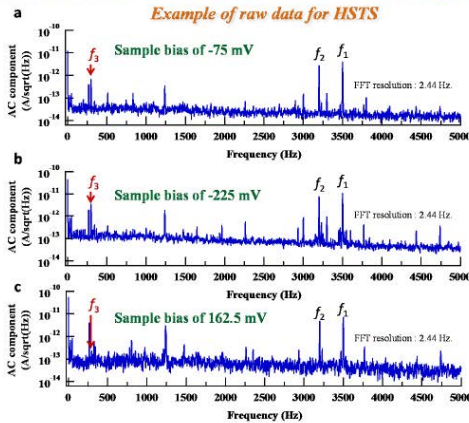 Example of raw data for HSTS
a
AC component
(A/sqrt(Hz))
10⁻¹⁰
10⁻¹¹
10⁻¹²
10⁻¹³
10⁻¹⁴
f₃
Sample bias of -75 mV
f₂
f₁
FFT resolution : 2.44 Hz.
0 500 1000 1500 2000 2500 3000 3500 4000 4500 5000
Frequency (Hz)
b
AC component
(A/sqrt(Hz))
10⁻¹⁰
10⁻¹¹
10⁻¹²
10⁻¹³
10⁻¹⁴
f₃
Sample bias of -225 mV
f₂
f₁
FFT resolution : 2.44 Hz.
0 500 1000 1500 2000 2500 3000 3500 4000 4500 5000
Frequency (Hz)
c
AC component
(A/sqrt(Hz))
10⁻¹⁰
10⁻¹¹
10⁻¹²
10⁻¹³
10⁻¹⁴
f₃
Sample bias of 162.5 mV
f₂
f₁
FFT resolution : 2.44 Hz.
0 500 1000 1500 2000 2500 3000 3500 4000 4500 5000
Frequency (Hz)